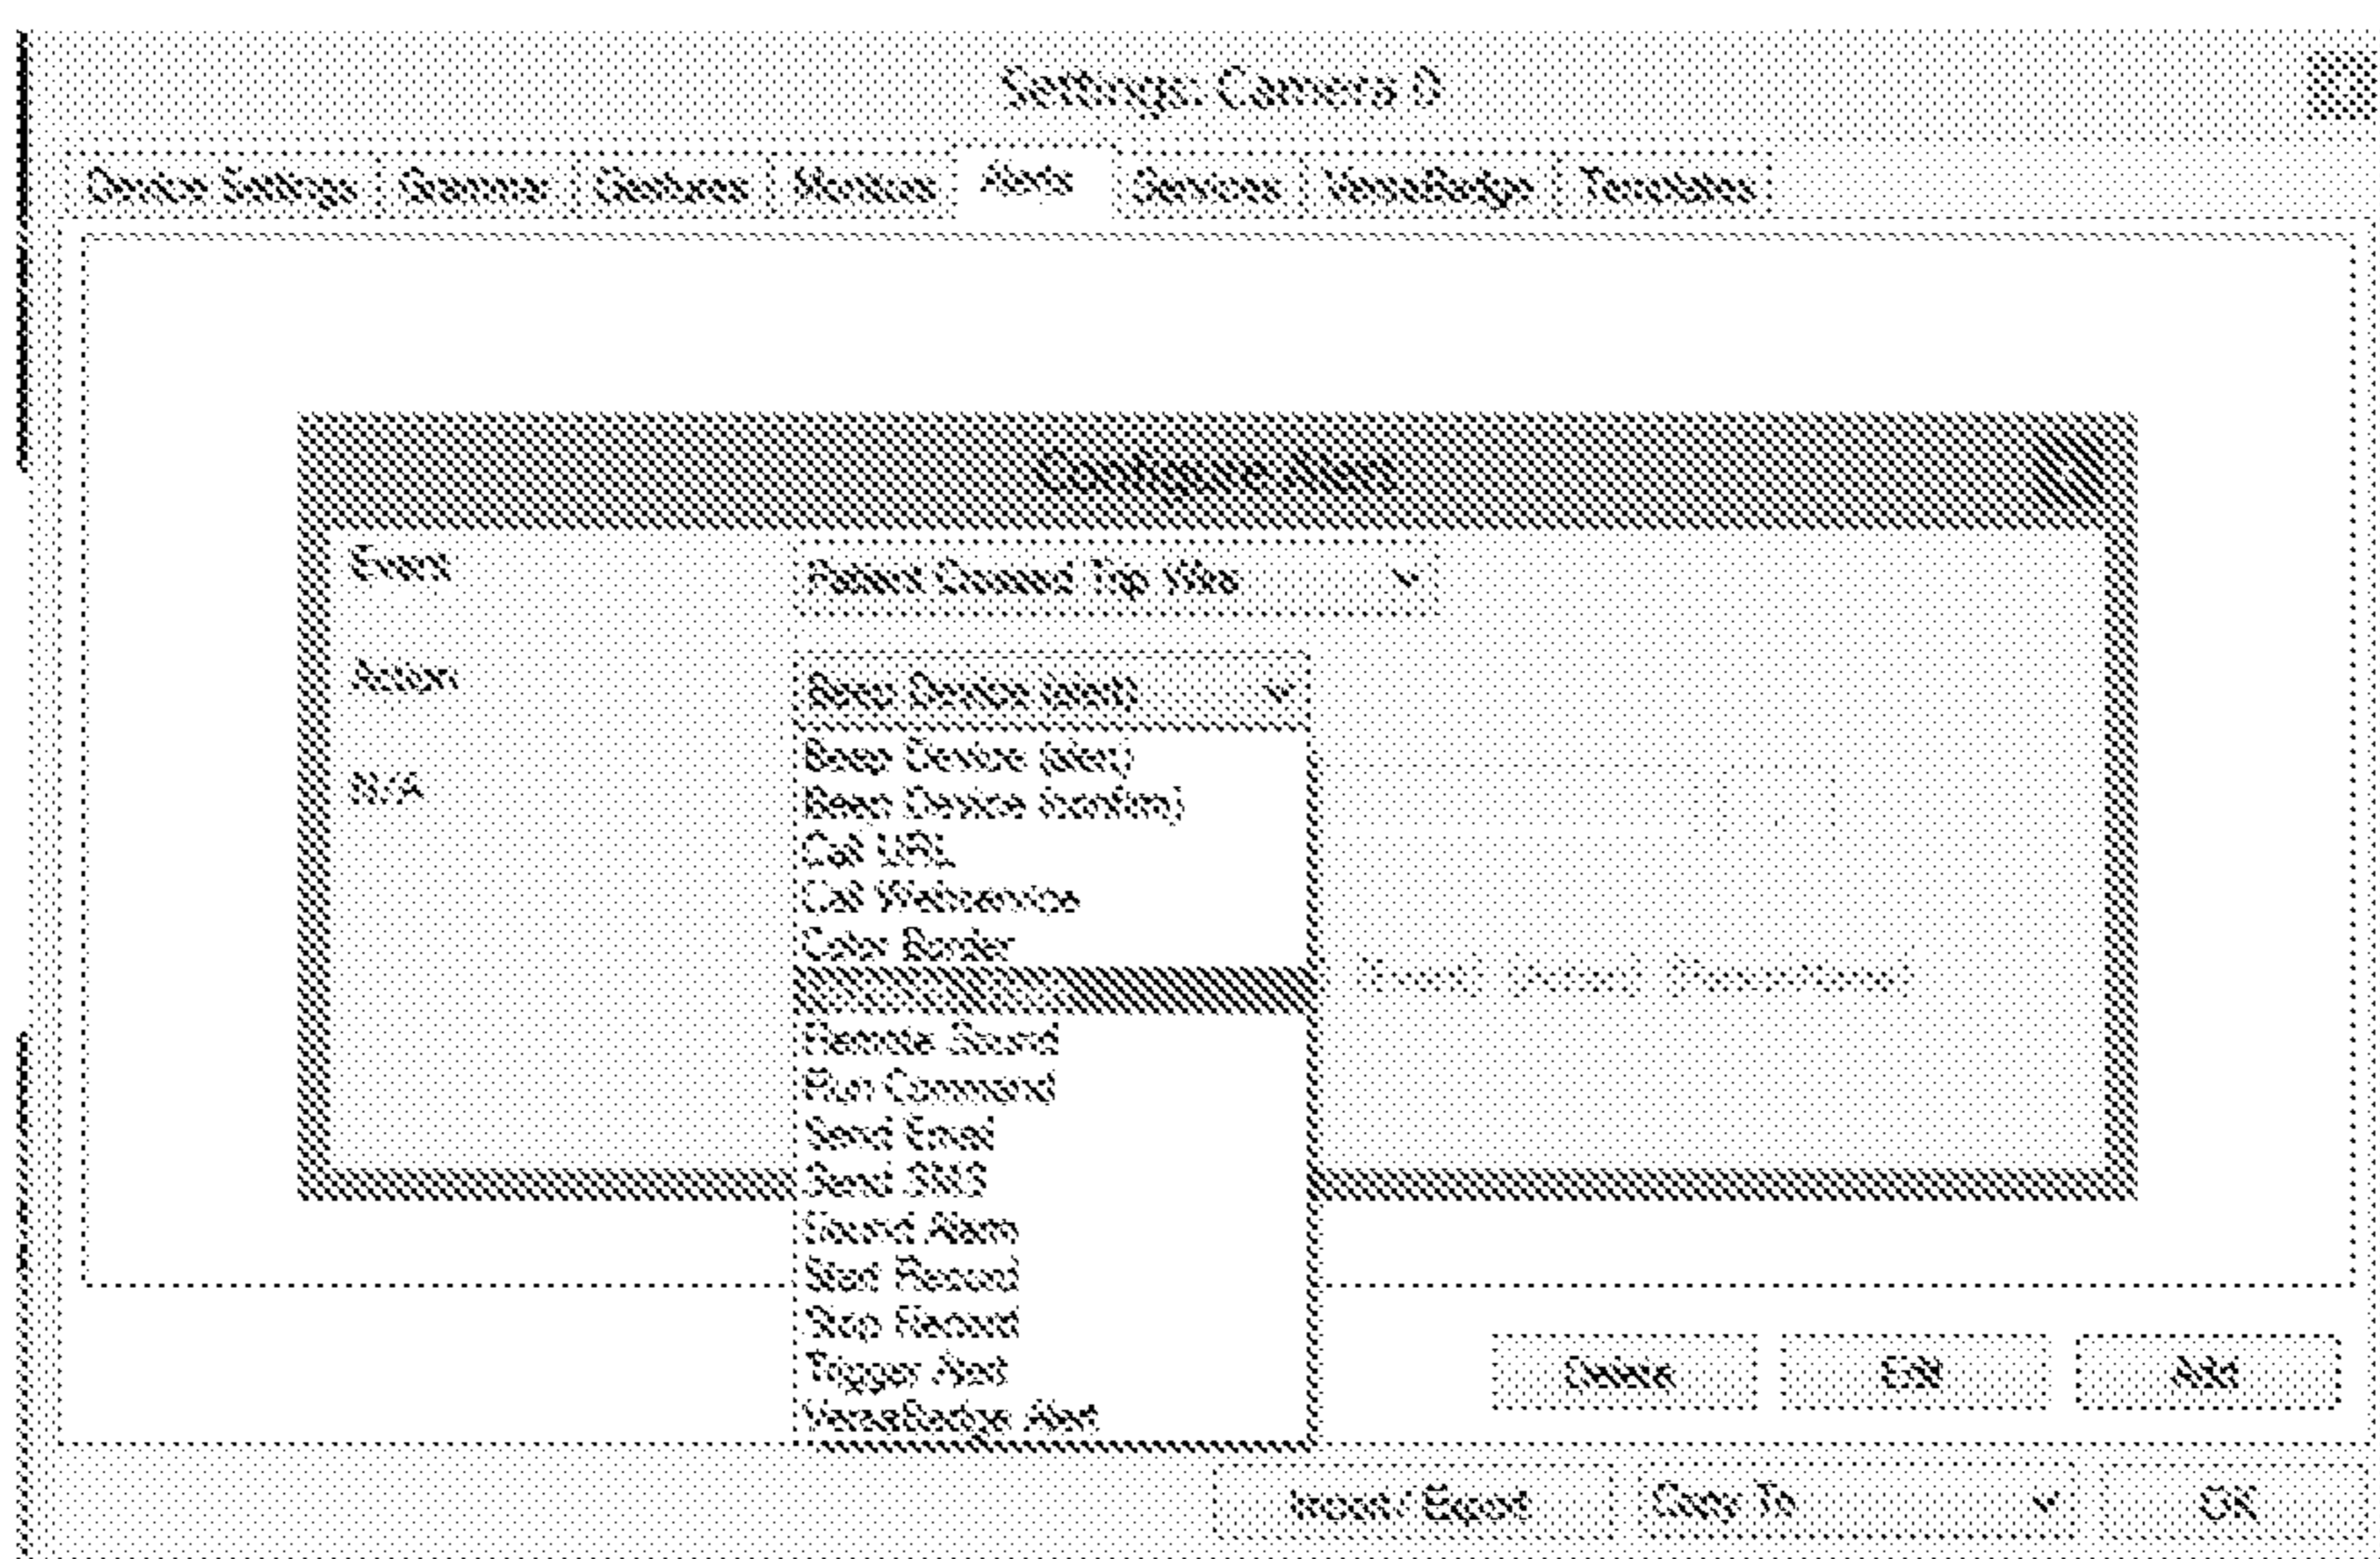 Settings: Camera 0
Device Settings Grammar Gestures Monitors Alerts Services VersaBadge Templates
Configure Alert
Event Patient Crossed Trip Wire
Action Beep Device (alert)
Beep Device (alert)
N/A
Beep Device (confirm)
Call URL
Call Webservice
Color Border
Remote Sound
Run Command
Send Email
Send SMS
Sound Alarm
Start Record
Stop Record
Trigger Alert
VersaBadge Alert
Delete Edit Add
Import / Export Copy To OK